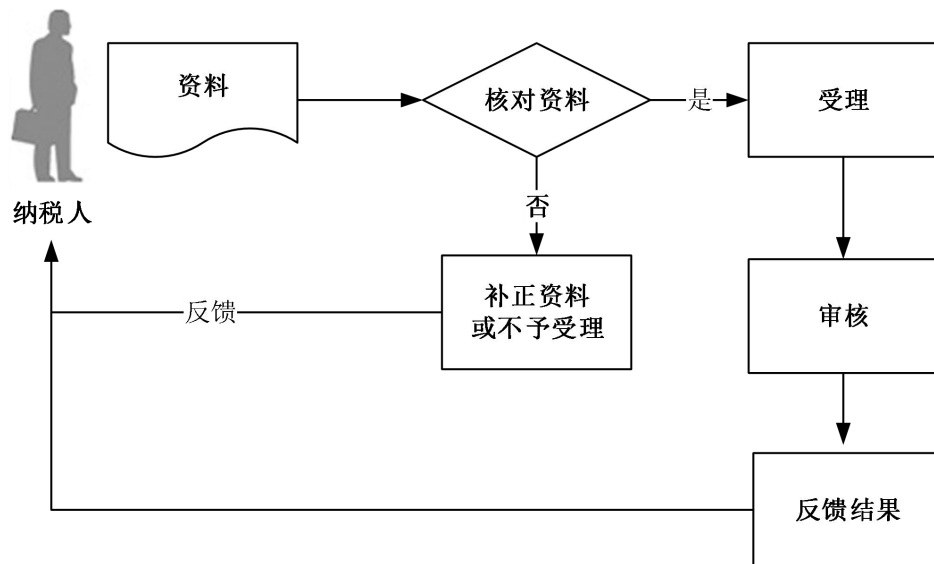 资料
核对资料
是
受理
纳税人
否
补正资料
或不予受理
反馈
审核
反馈结果